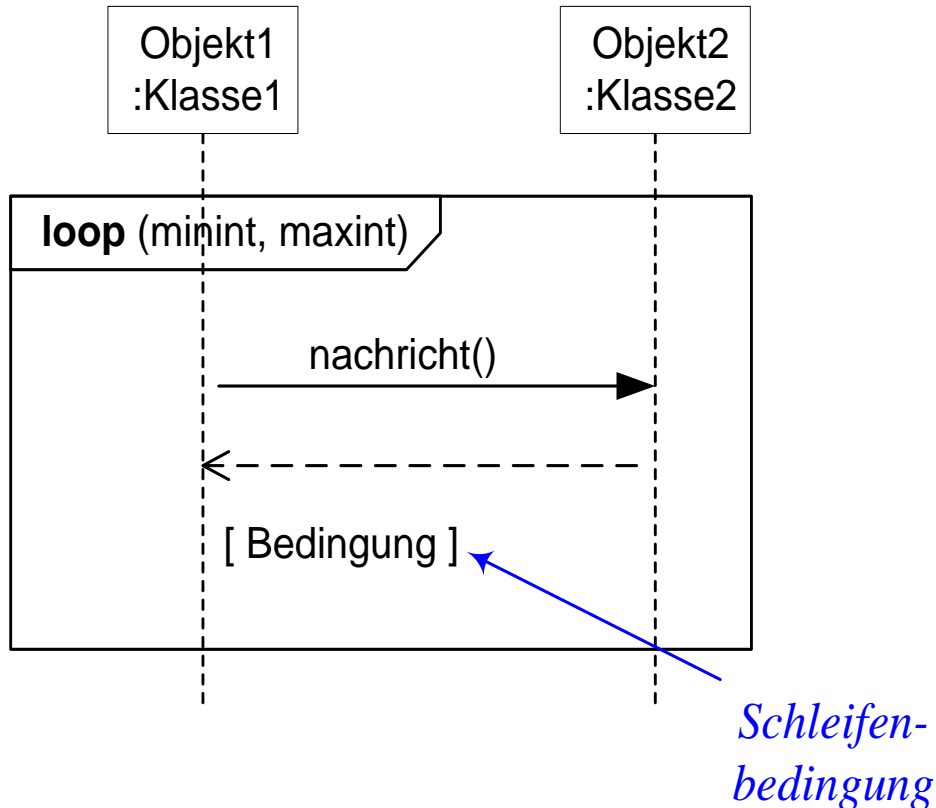 Objekt1
:Klasse1
Objekt2
:Klasse2
loop (minint, maxint)
nachricht()
[ Bedingung ]
Schleifen-
bedingung